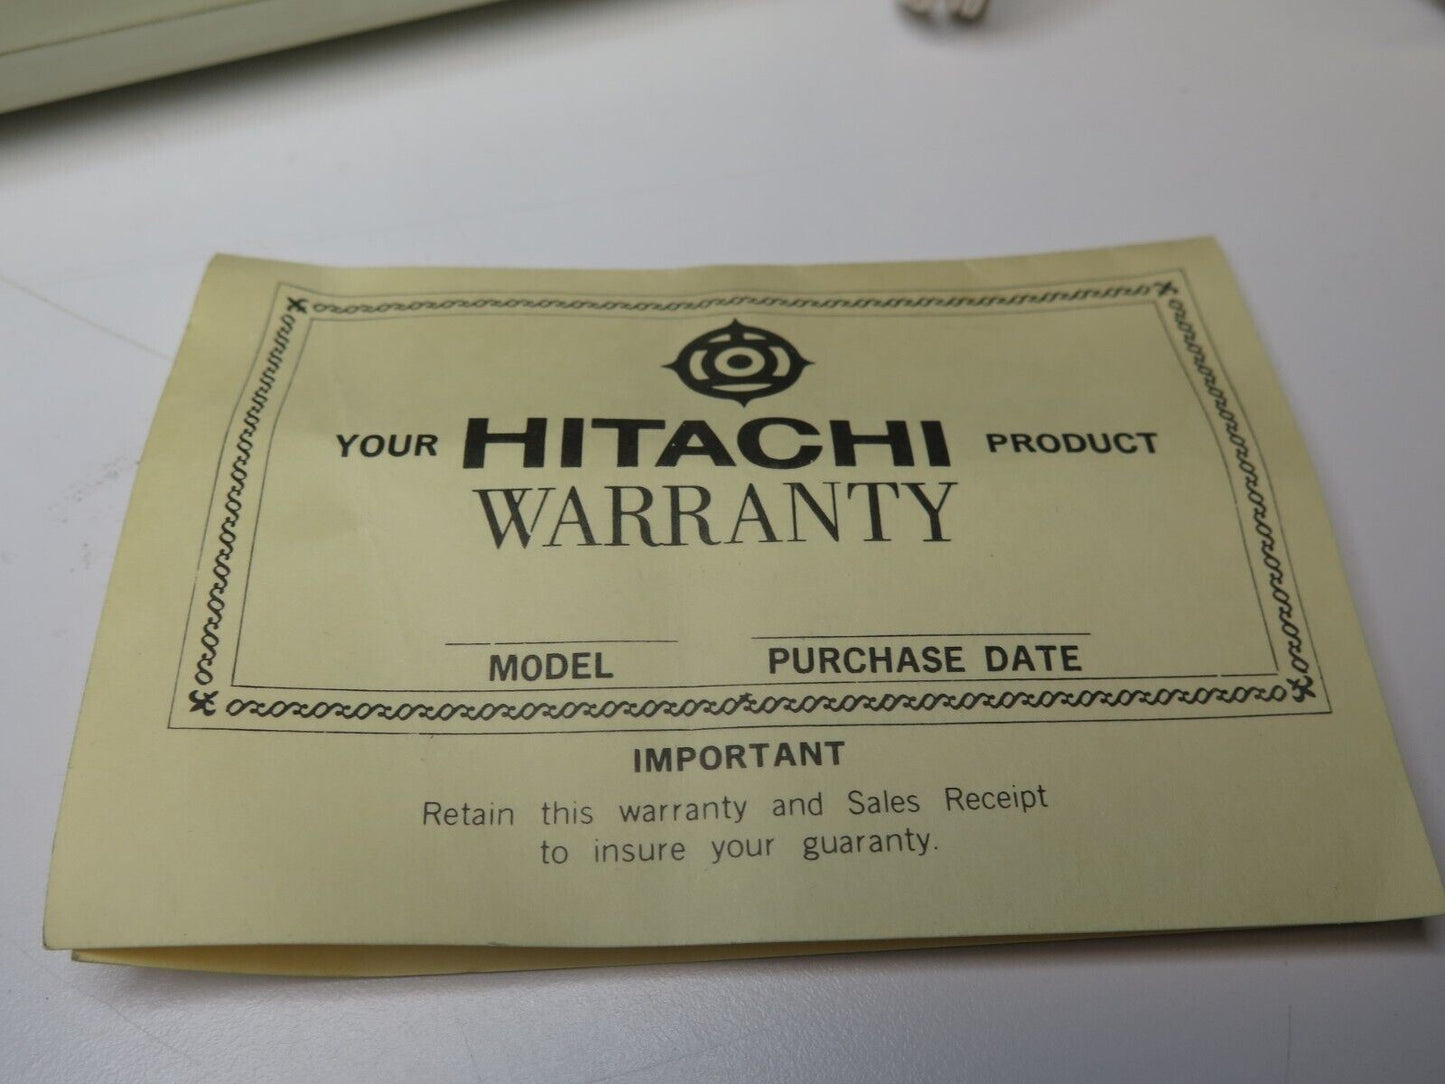 YOUR HITACHI PRODUCT
WARRANTY
MODEL PURCHASE DATE
IMPORTANT
Retain this warranty and Sales Receipt
to insure your guaranty.